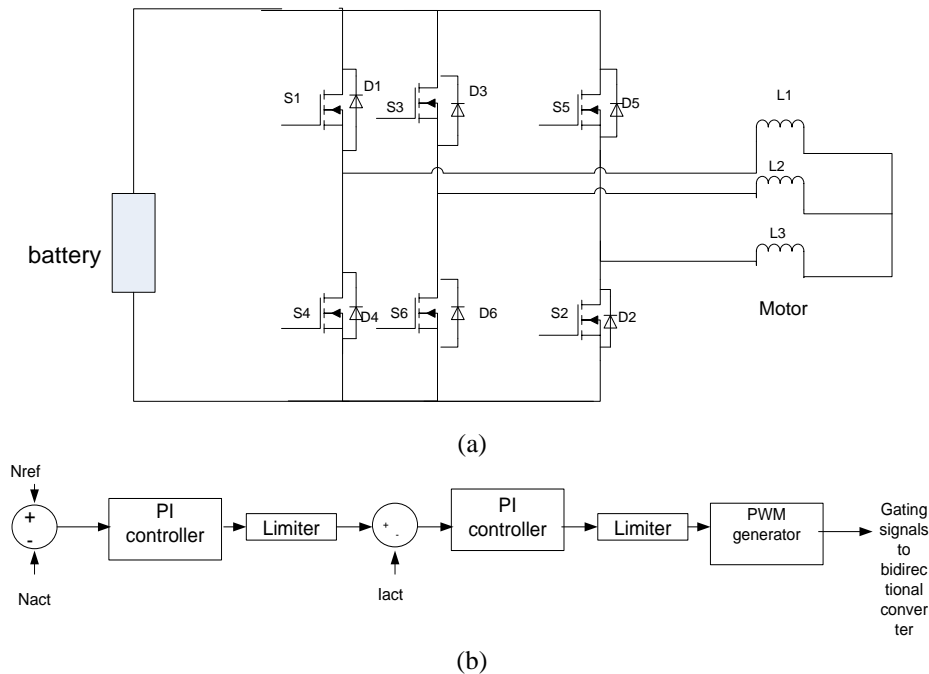 S1
D1
S3
D3
S5
D5
L1
L2
L3
battery
S4
D4
S6
D6
S2
D2
Motor
(a)
Nref
+
-
Nact
PI
controller
Limiter
+
-
Iact
PI
controller
Limiter
PWM
generator
Gating
signals
to
bidirec
tional
conver
ter
(b)